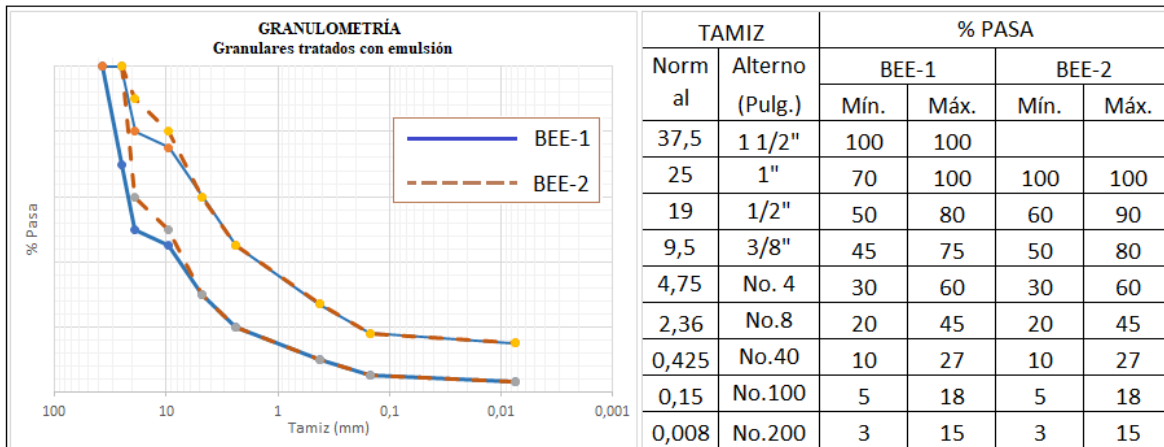 GRANULOMETRÍA
Granulares tratados con emulsión
% Pasa
BEE-1
BEE-2
100 10 1 0,1 0,01 0,001
Tamiz (mm)
TAMIZ % PASA
Norm Alterno BEE-1 BEE-2
al (Pulg.) Mín. Máx. Mín. Máx.
37,5 1 1/2" 100 100
25 1" 70 100 100 100
19 1/2" 50 80 60 90
9,5 3/8" 45 75 50 80
4,75 No. 4 30 60 30 60
2,36 No.8 20 45 20 45
0,425 No.40 10 27 10 27
0,15 No.100 5 18 5 18
0,008 No.200 3 15 3 15